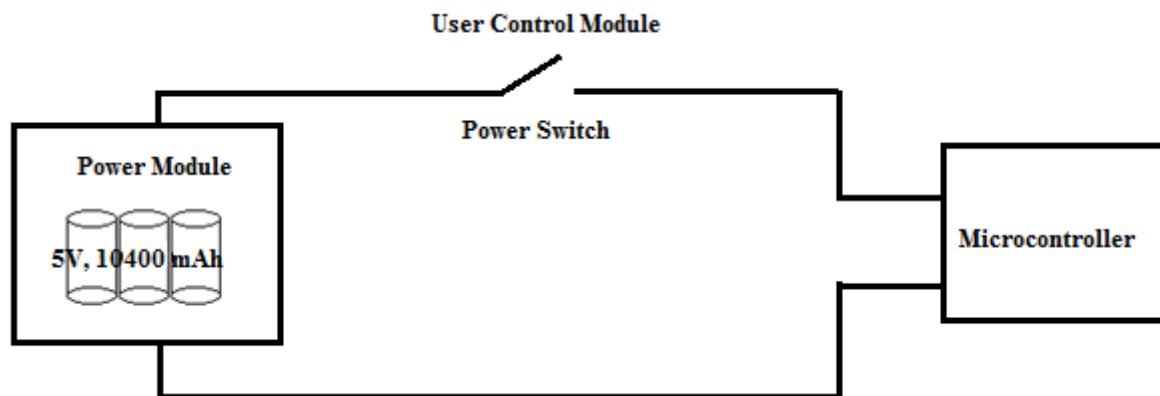 User Control Module
Power Switch
Power Module
5V, 10400 mAh
Microcontroller